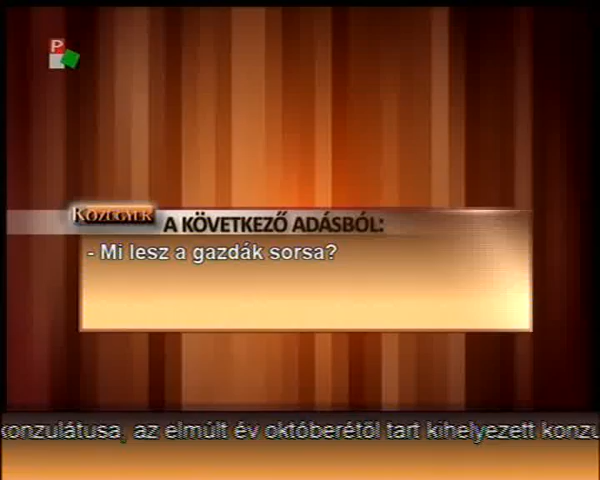 P
KÖZÜGYEK
A KÖVETKEZŐ ADÁSBÓL:
- Mi lesz a gazdák sorsa?
konzulátusa, az elmúlt év októberétől tart kihelyezett konzu